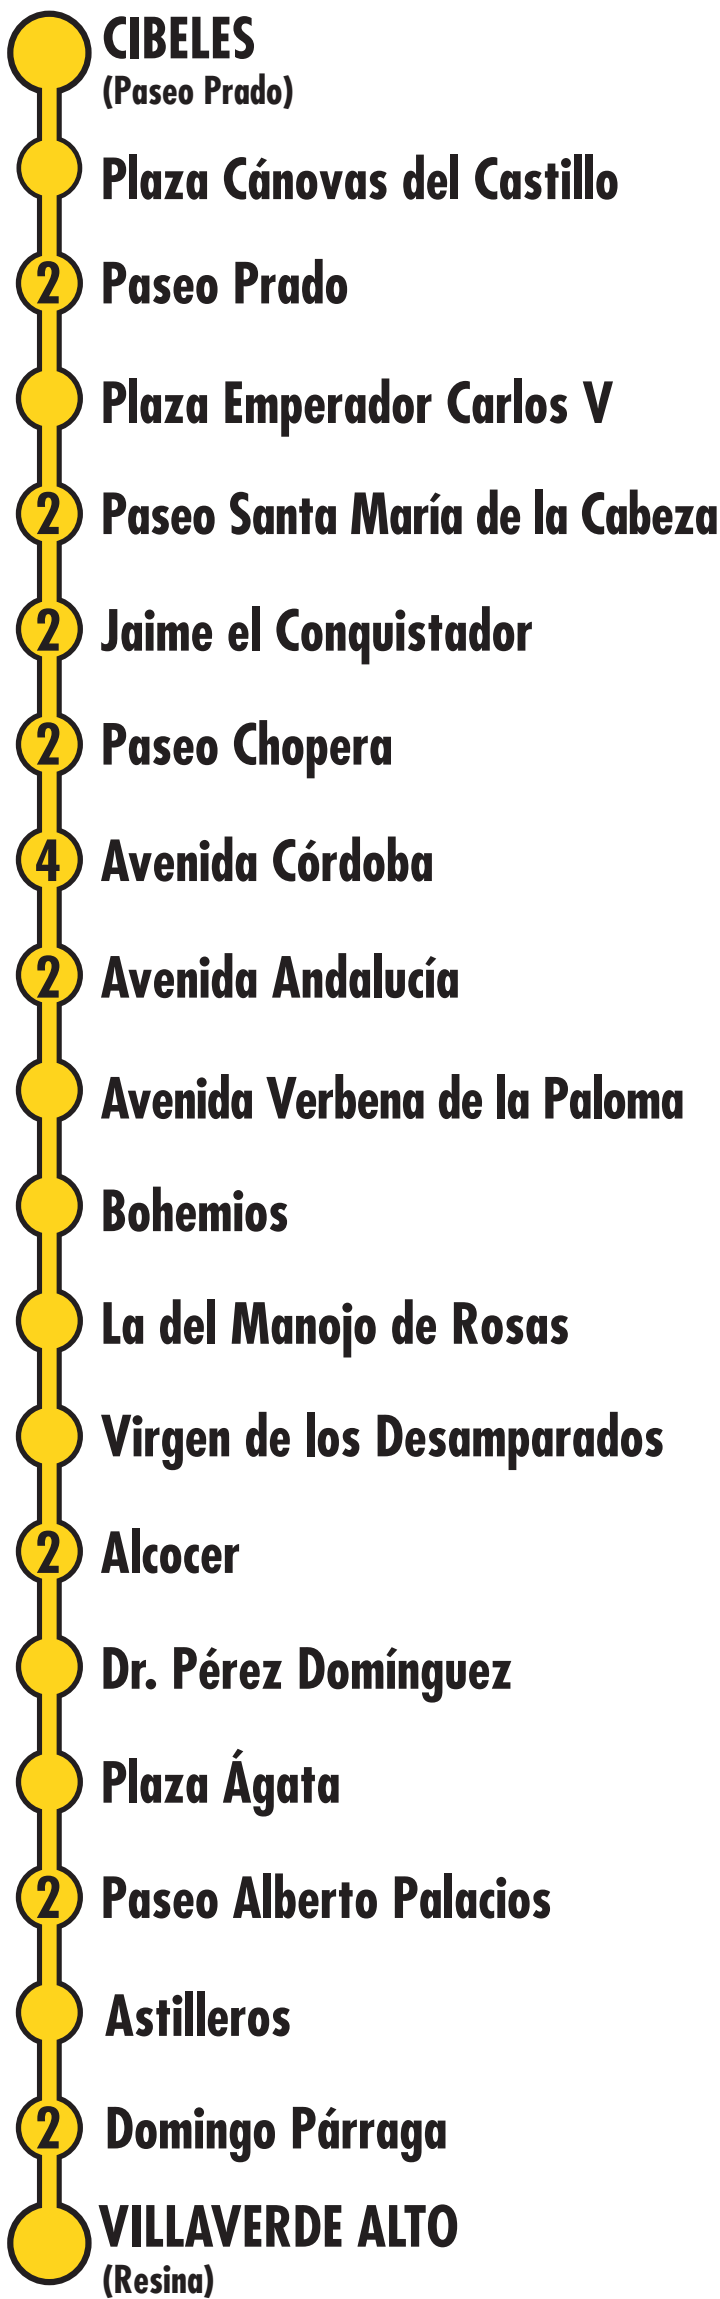 CIBELES
(Paseo Prado)
Plaza Cánovas del Castillo
2 Paseo Prado
Plaza Emperador Carlos V
2 Paseo Santa María de la Cabeza
2 Jaime el Conquistador
2 Paseo Chopera
4 Avenida Córdoba
2 Avenida Andalucía
Avenida Verbena de la Paloma
Bohemios
La del Manojo de Rosas
Virgen de los Desamparados
2 Alcocer
Dr. Pérez Domínguez
Plaza Ágata
2 Paseo Alberto Palacios
Astilleros
2 Domingo Párraga
VILLAVERDE ALTO
(Resina)